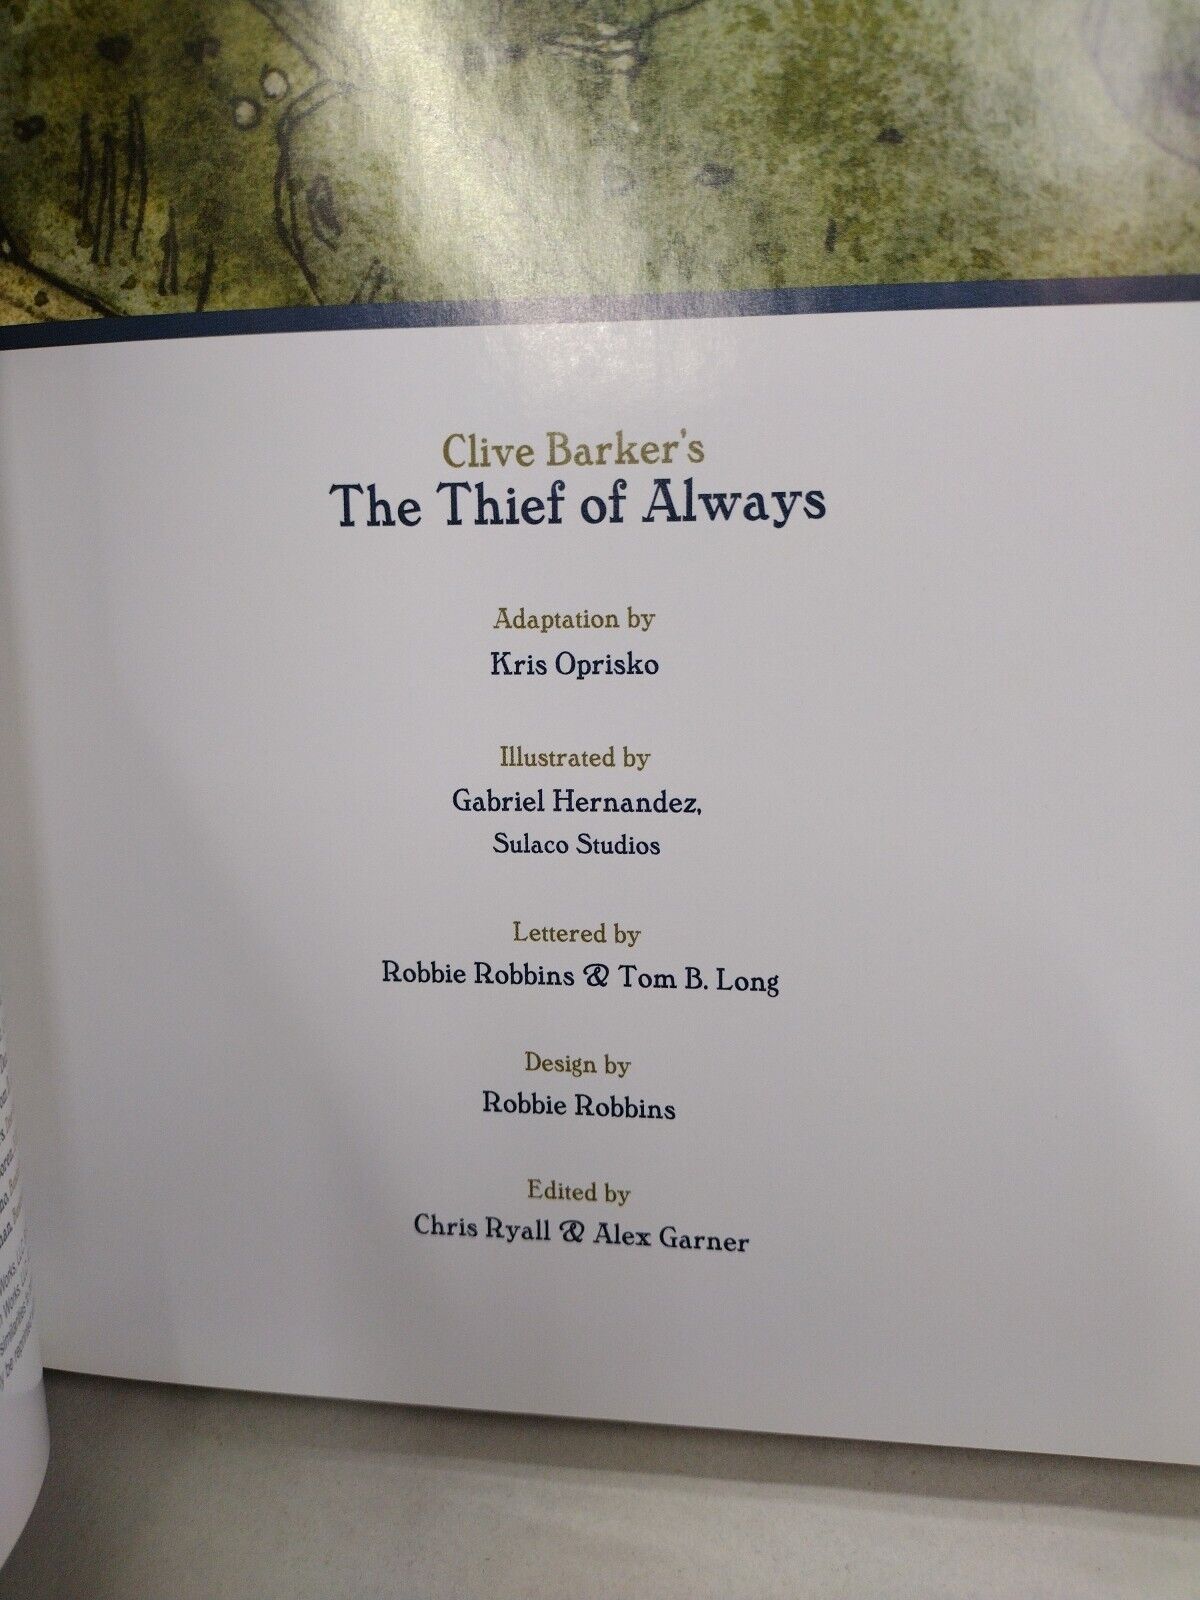 Clive Barker's
The Thief of Always
Adaptation by
Kris Oprisko
Illustrated by
Gabriel Hernandez,
Sulaco Studios
Lettered by
Robbie Robbins & Tom B. Long
Design by
Robbie Robbins
Edited by
Chris Ryall & Alex Garner